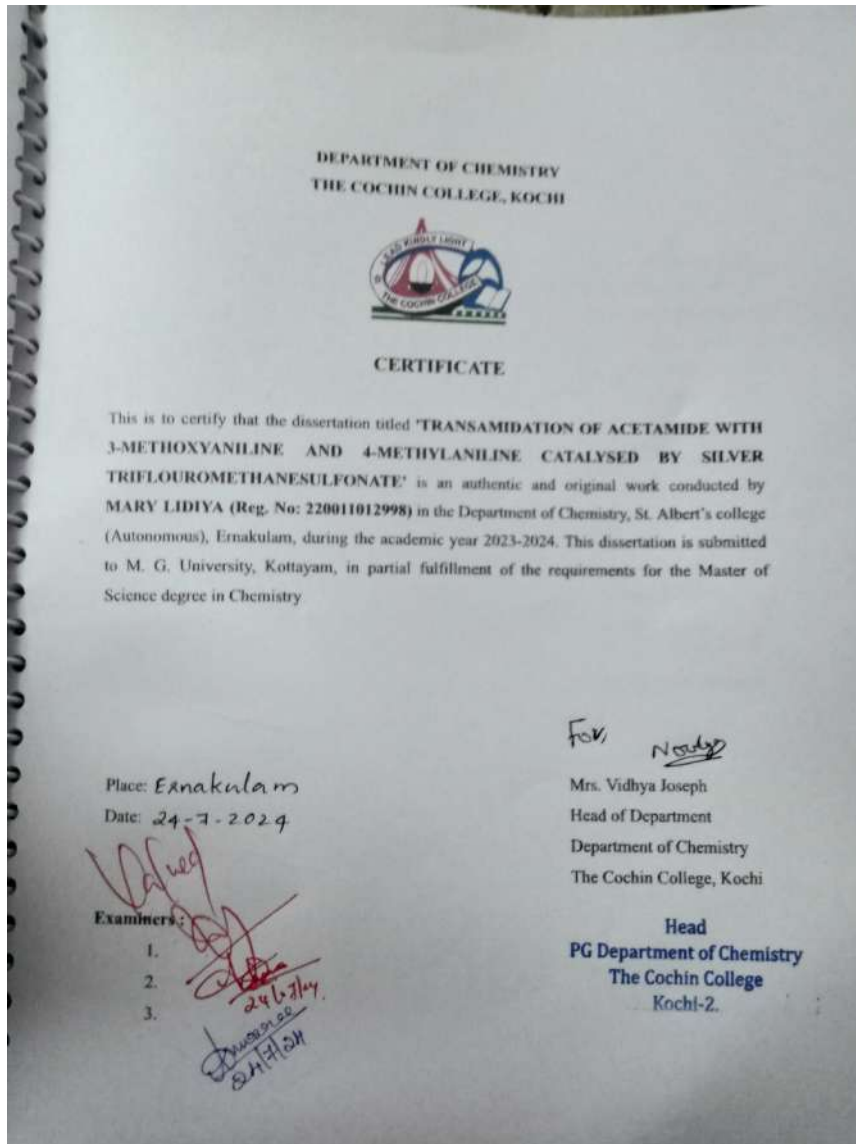 DEPARTMENT OF CHEMISTRY
THE COCHIN COLLEGE, KOCHI
LEAD KINDLY LIGHT
THE COCHIN COLLEGE
CERTIFICATE
This is to certify that the dissertation titled 'TRANSAMIDATION OF ACETAMIDE WITH
3-METHOXYANILINE AND 4-METHYLANILINE CATALYSED BY SILVER
TRIFLOUROMETHANESULFONATE' is an authentic and original work conducted by
MARY LIDIYA (Reg. No: 220011012998) in the Department of Chemistry, St. Albert's college
(Autonomous), Ernakulam, during the academic year 2023-2024. This dissertation is submitted
to M. G. University, Kottayam, in partial fulfillment of the requirements for the Master of
Science degree in Chemistry
For,
Place: Ernakulam
Date: 24-7-2024
Mrs. Vidhya Joseph
Head of Department
Department of Chemistry
The Cochin College, Kochi
Valued
Examiners :
1.
2.
3.
24/7/24
24/7/24
Head
PG Department of Chemistry
The Cochin College
Kochi-2.